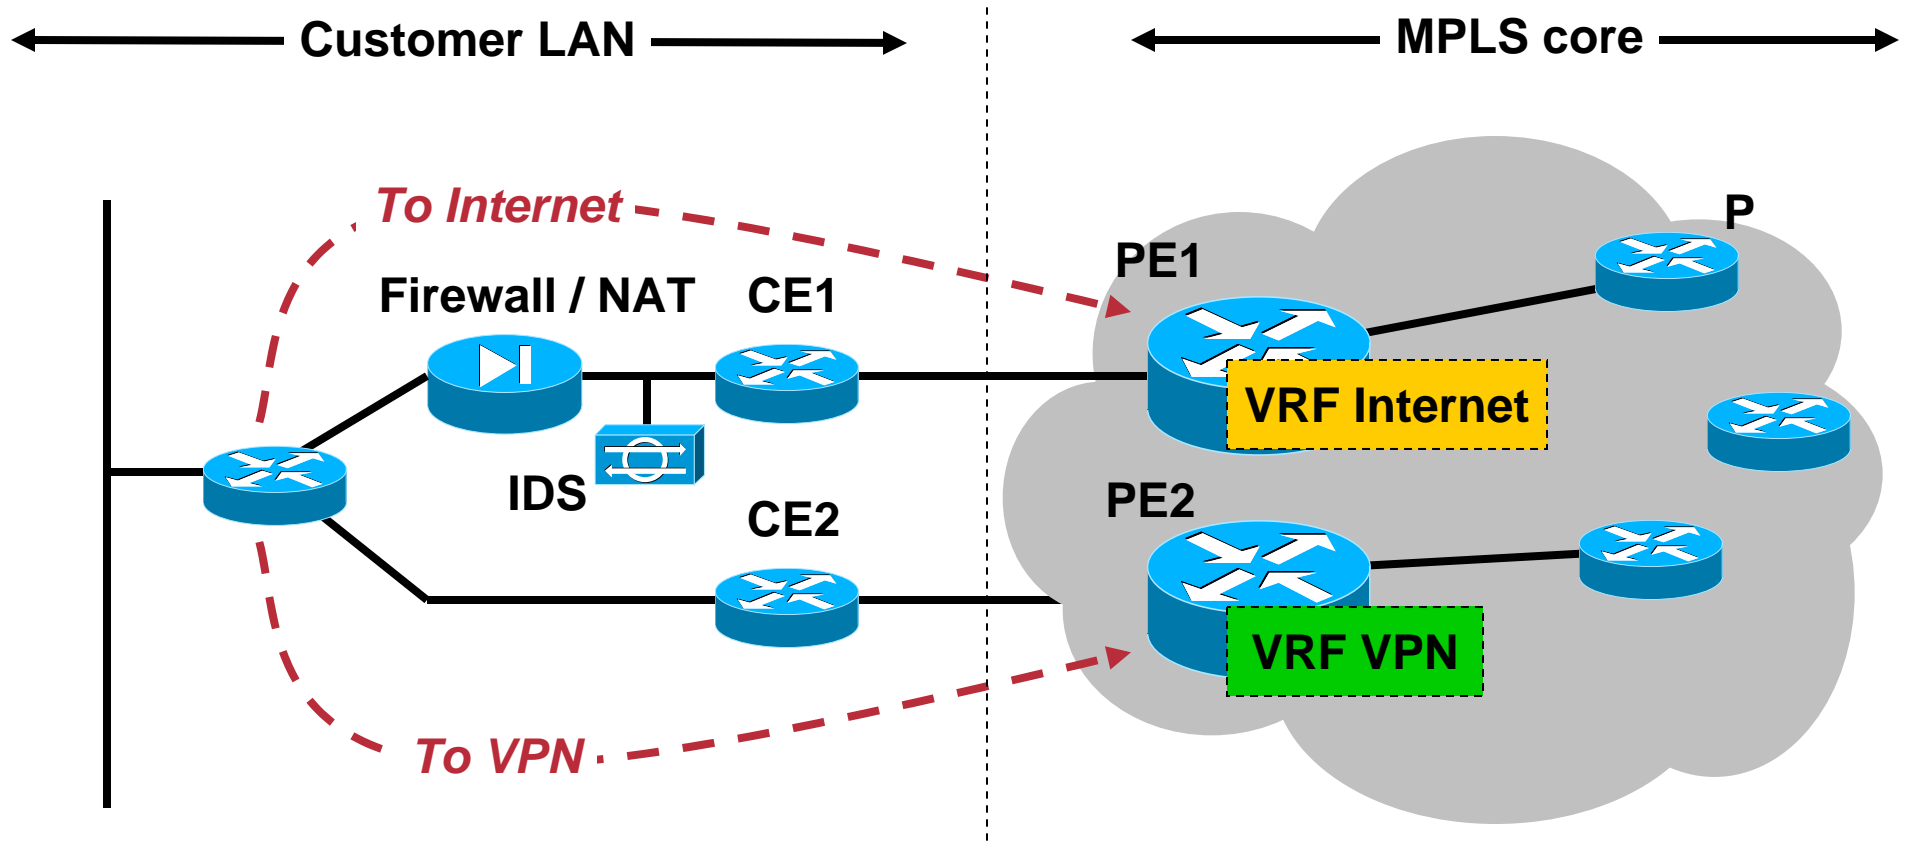 Customer LAN
MPLS core
To Internet
P
PE1
Firewall / NAT
CE1
VRF Internet
IDS
PE2
CE2
VRF VPN
To VPN